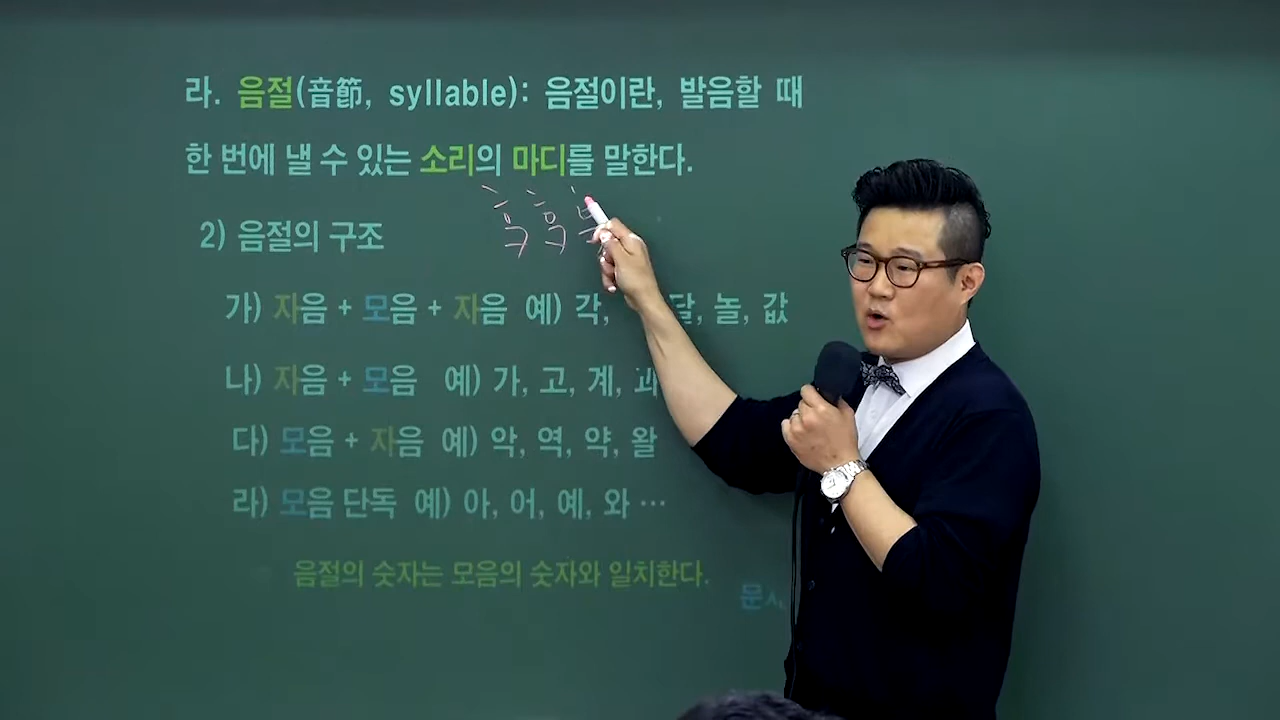 라. 음절(音節, syllable): 음절이란, 발음할 때
한 번에 낼 수 있는 소리의 마디를 말한다.
2) 음절의 구조
가) 자음 + 모음 + 자음 예) 각, 달, 놀, 값
나) 자음 + 모음 예) 가, 고, 계, 과
다) 모음 + 자음 예) 악, 역, 약, 왈
라) 모음 단독 예) 아, 어, 예, 와 …
음절의 숫자는 모음의 숫자와 일치한다.